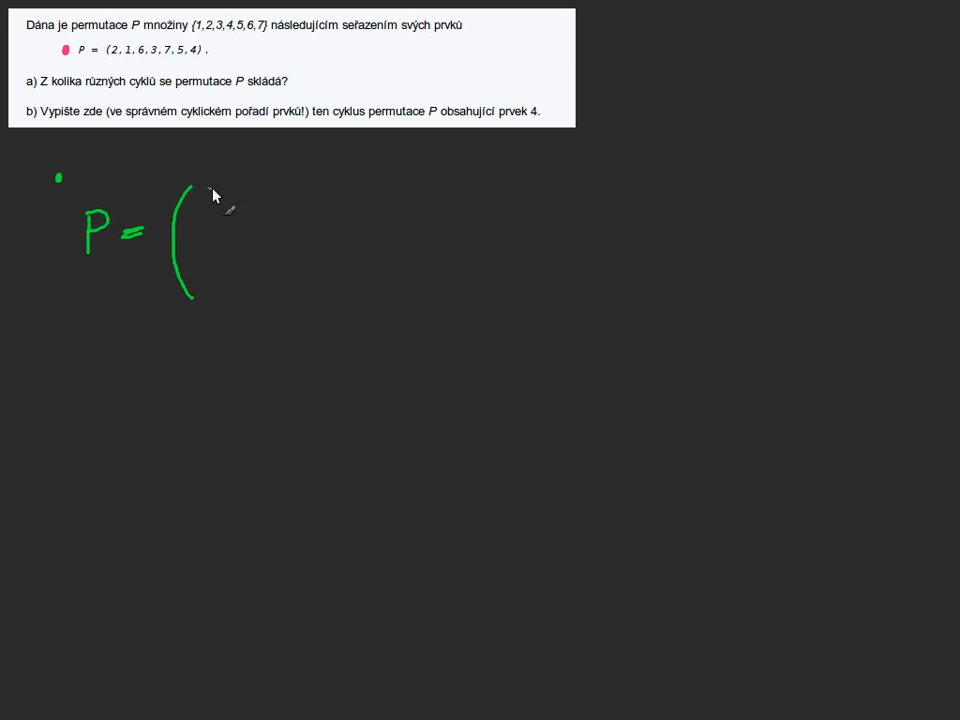 Dána je permutace P množiny {1,2,3,4,5,6,7} následujícím seřazením svých prvků
P = (2,1,6,3,7,5,4).
a) Z kolika různých cyklů se permutace P skládá?
b) Vypište zde (ve správném cyklickém pořadí prvků!) ten cyklus permutace P obsahující prvek 4.
P = (